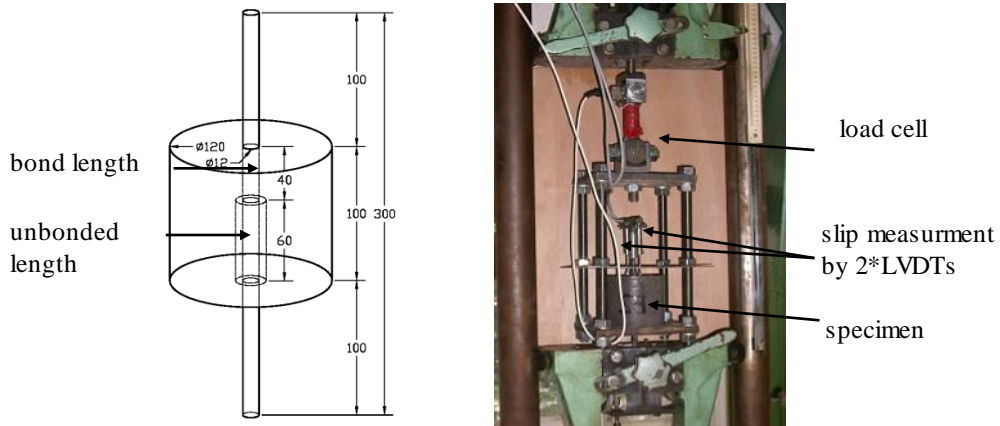 100
Ø120
Ø12
bond length
40
100
300
unbonded
length
60
100
load cell
slip measurment
by 2*LVDTs
specimen